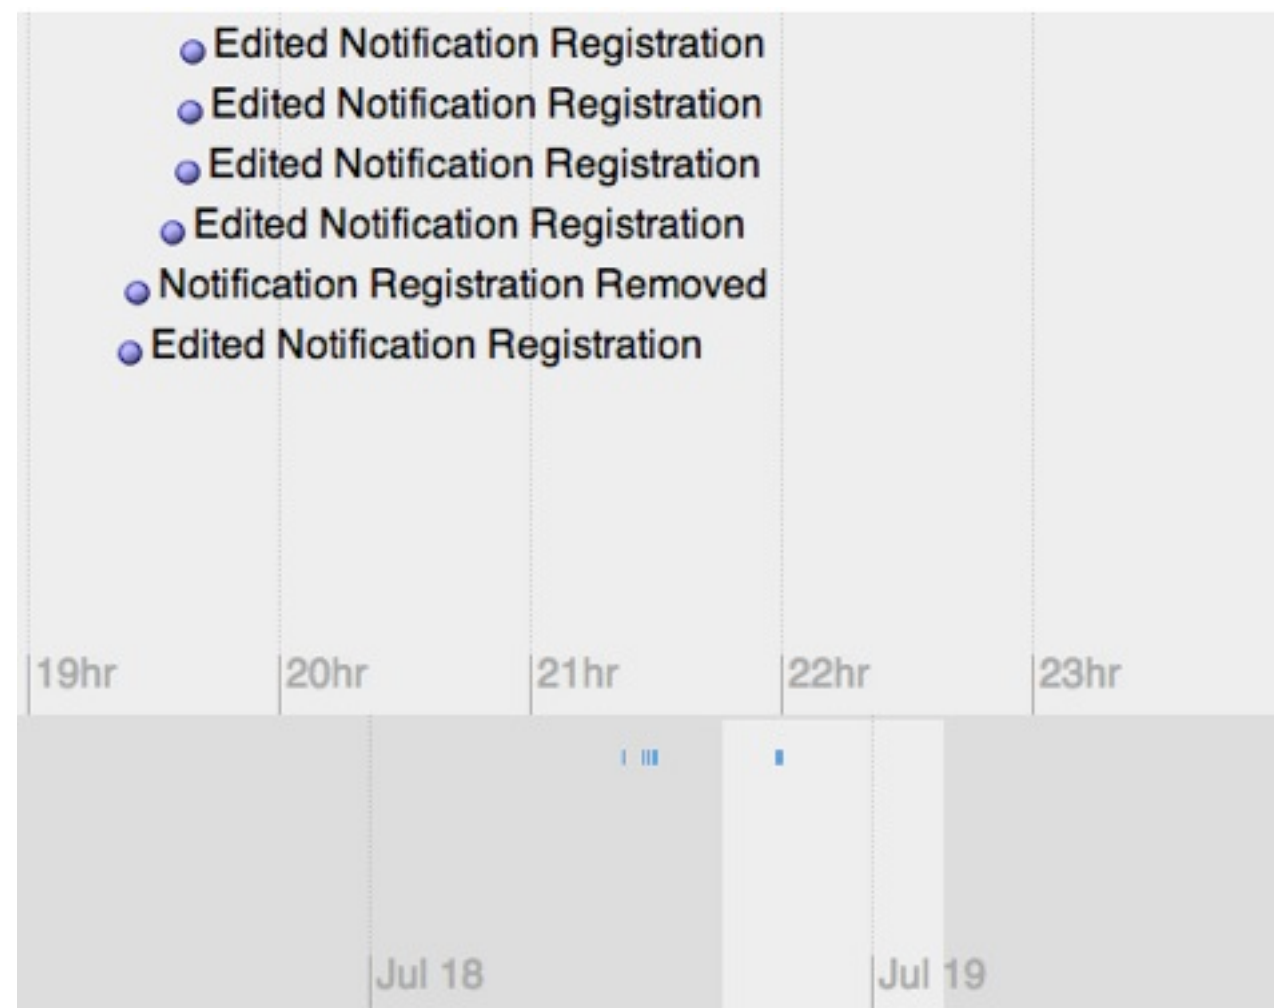 Edited Notification Registration
Edited Notification Registration
Edited Notification Registration
Edited Notification Registration
Notification Registration Removed
Edited Notification Registration
19hr 20hr 21hr 22hr 23hr
Jul 18 Jul 19